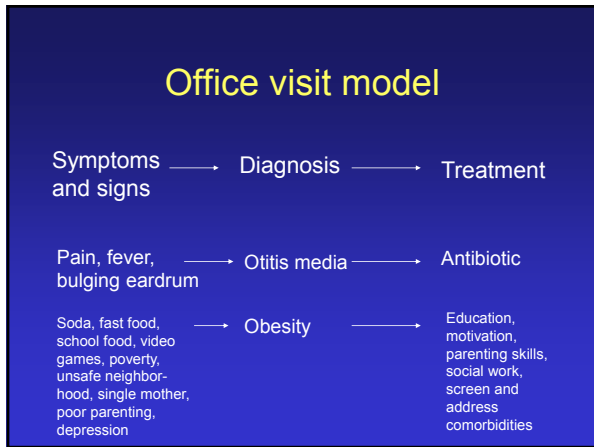 Office visit model
Symptoms
and signs
Diagnosis
Treatment
Pain, fever,
bulging eardrum
Otitis media
Antibiotic
Soda, fast food,
school food, video
games, poverty,
unsafe neighbor-
hood, single mother,
poor parenting,
depression
Obesity
Education,
motivation,
parenting skills,
social work,
screen and
address
comorbidities